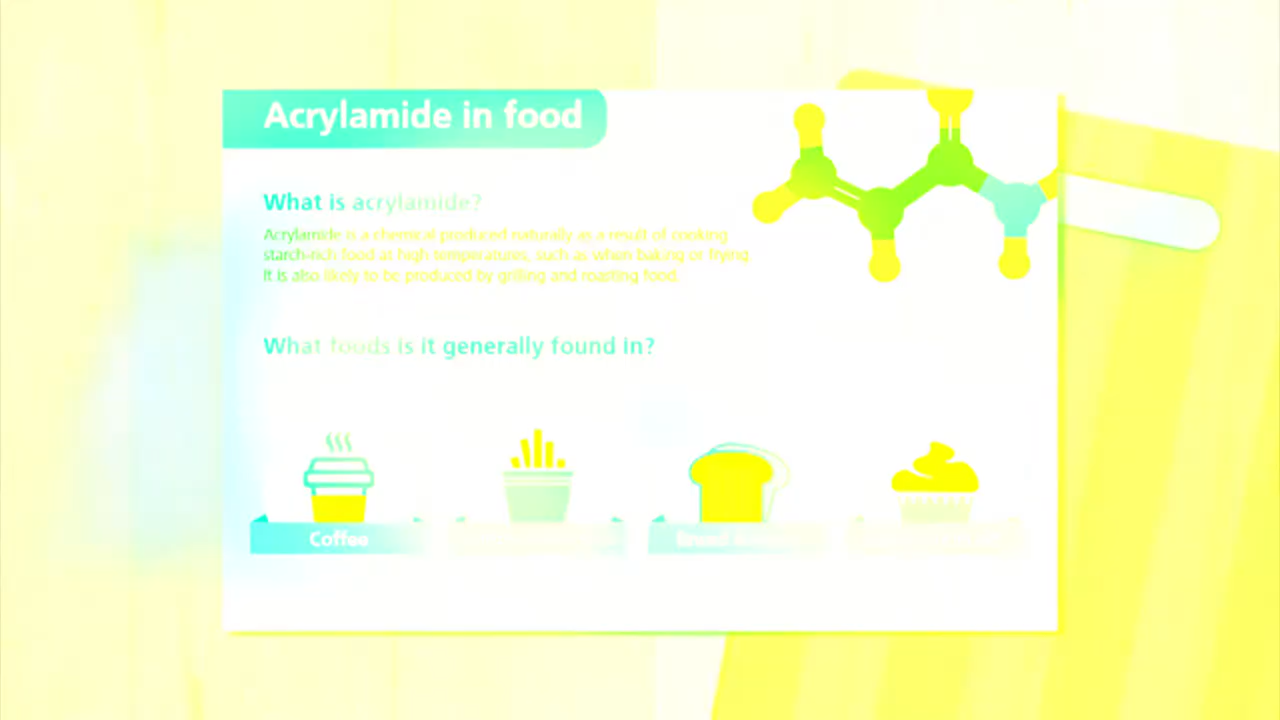 Acrylamide in food
What is acrylamide?
Acrylamide is a chemical produced naturally as a result of cooking
starch-rich food at high temperatures, such as when baking or frying.
It is also likely to be produced by grilling and roasting food.
What foods is it generally found in?
Coffee
Bread